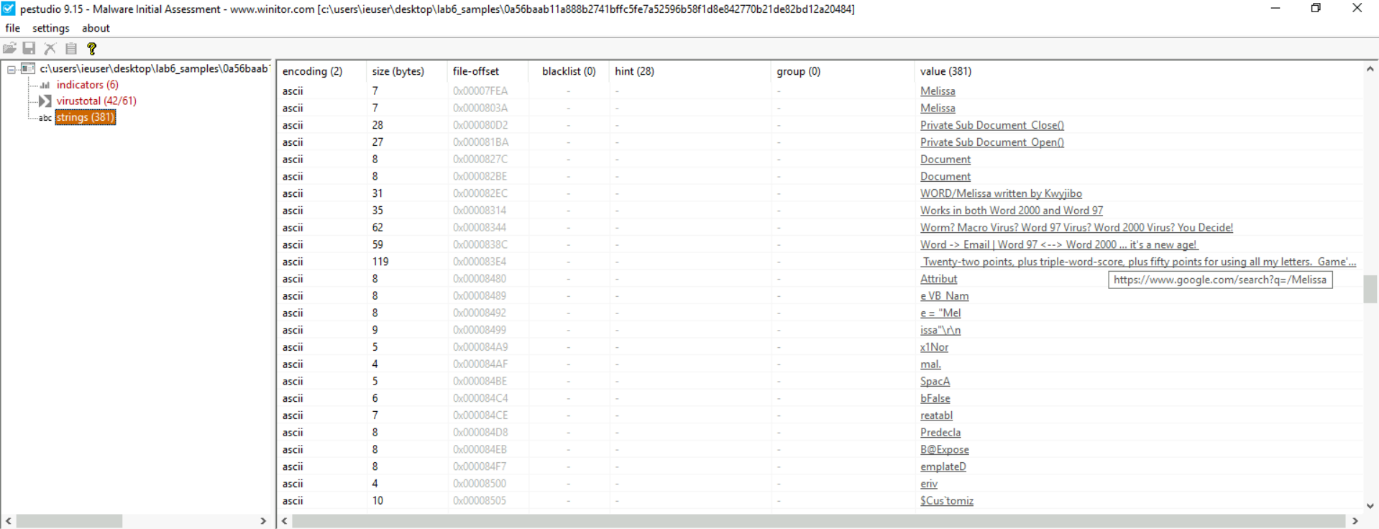 pestudio 9.15 - Malware Initial Assessment - www.winitor.com [c:\users\ieuser\desktop\lab6_samples\0a56baab11a888b2741bffc5fe7a52596b58f1d8e842770b21de82bd12a20484]
file settings about
c:\users\ieuser\desktop\lab6_samples\0a56baab1
indicators (6)
virustotal (42/61)
abc strings (381)
encoding (2) size (bytes) file-offset blacklist (0) hint (28) group (0) value (381)
ascii 7 0x00007FEA - - - Melissa
ascii 7 0x0000803A - - - Melissa
ascii 28 0x000080D2 - - - Private Sub Document_Close()
ascii 27 0x000081BA - - - Private Sub Document_Open()
ascii 8 0x0000827C - - - Document
ascii 8 0x000082BE - - - Document
ascii 31 0x000082EC - - - WORD/Melissa written by Kwyjibo
ascii 35 0x00008314 - - - Works in both Word 2000 and Word 97
ascii 62 0x00008344 - - - Worm? Macro Virus? Word 97 Virus? Word 2000 Virus? You Decide!
ascii 59 0x0000838C - - - Word -> Email | Word 97 <--> Word 2000 ... it's a new age!
ascii 119 0x000083E4 - - - Twenty-two points, plus triple-word-score, plus fifty points for using all my letters. Game'...
ascii 8 0x00008480 - - - Attribut
https://www.google.com/search?q=/Melissa
ascii 8 0x00008489 - - - e VB_Nam
ascii 8 0x00008492 - - - e = "Mel
ascii 9 0x00008499 - - - issa"\r\n
ascii 5 0x000084A9 - - - x1Nor
ascii 4 0x000084AF - - - mal.
ascii 5 0x000084BE - - - SpacA
ascii 6 0x000084C4 - - - bFalse
ascii 7 0x000084CE - - - reatabl
ascii 8 0x000084D8 - - - Predecla
ascii 8 0x000084EB - - - B@Expose
ascii 8 0x000084F7 - - - emplateD
ascii 4 0x00008500 - - - eriv
ascii 10 0x00008505 - - - $Cus`tomiz